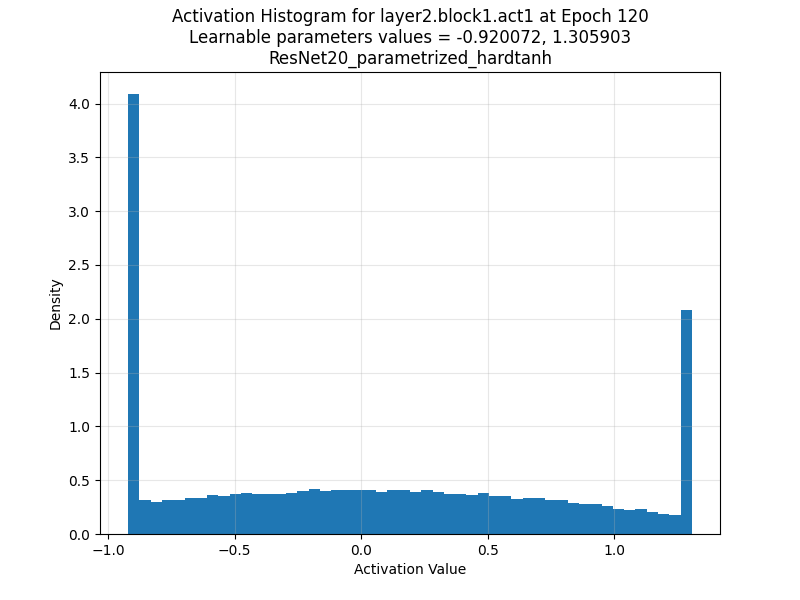 Activation Histogram for layer2.block1.act1 at Epoch 120
Learnable parameters values = -0.920072, 1.305903
ResNet20_parametrized_hardtanh
4.0
3.5
3.0
2.5
2.0
1.5
1.0
0.5
0.0
Density
−1.0 −0.5 0.0 0.5 1.0
Activation Value